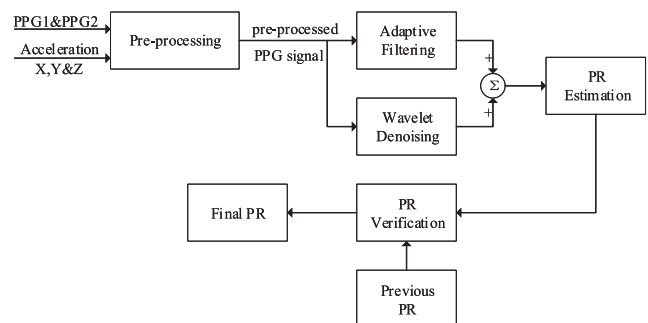 PPG1&PPG2
Acceleration
X,Y&Z
Pre-processing
pre-processed
PPG signal
Adaptive
Filtering
Wavelet
Denoising
+
Σ
+
PR
Estimation
PR
Verification
Final PR
Previous
PR